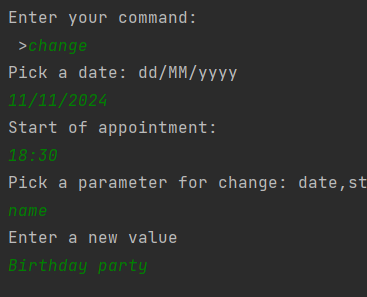 Enter your command:
>change
Pick a date: dd/MM/yyyy
11/11/2024
Start of appointment:
18:30
Pick a parameter for change: date,st
name
Enter a new value
Birthday party